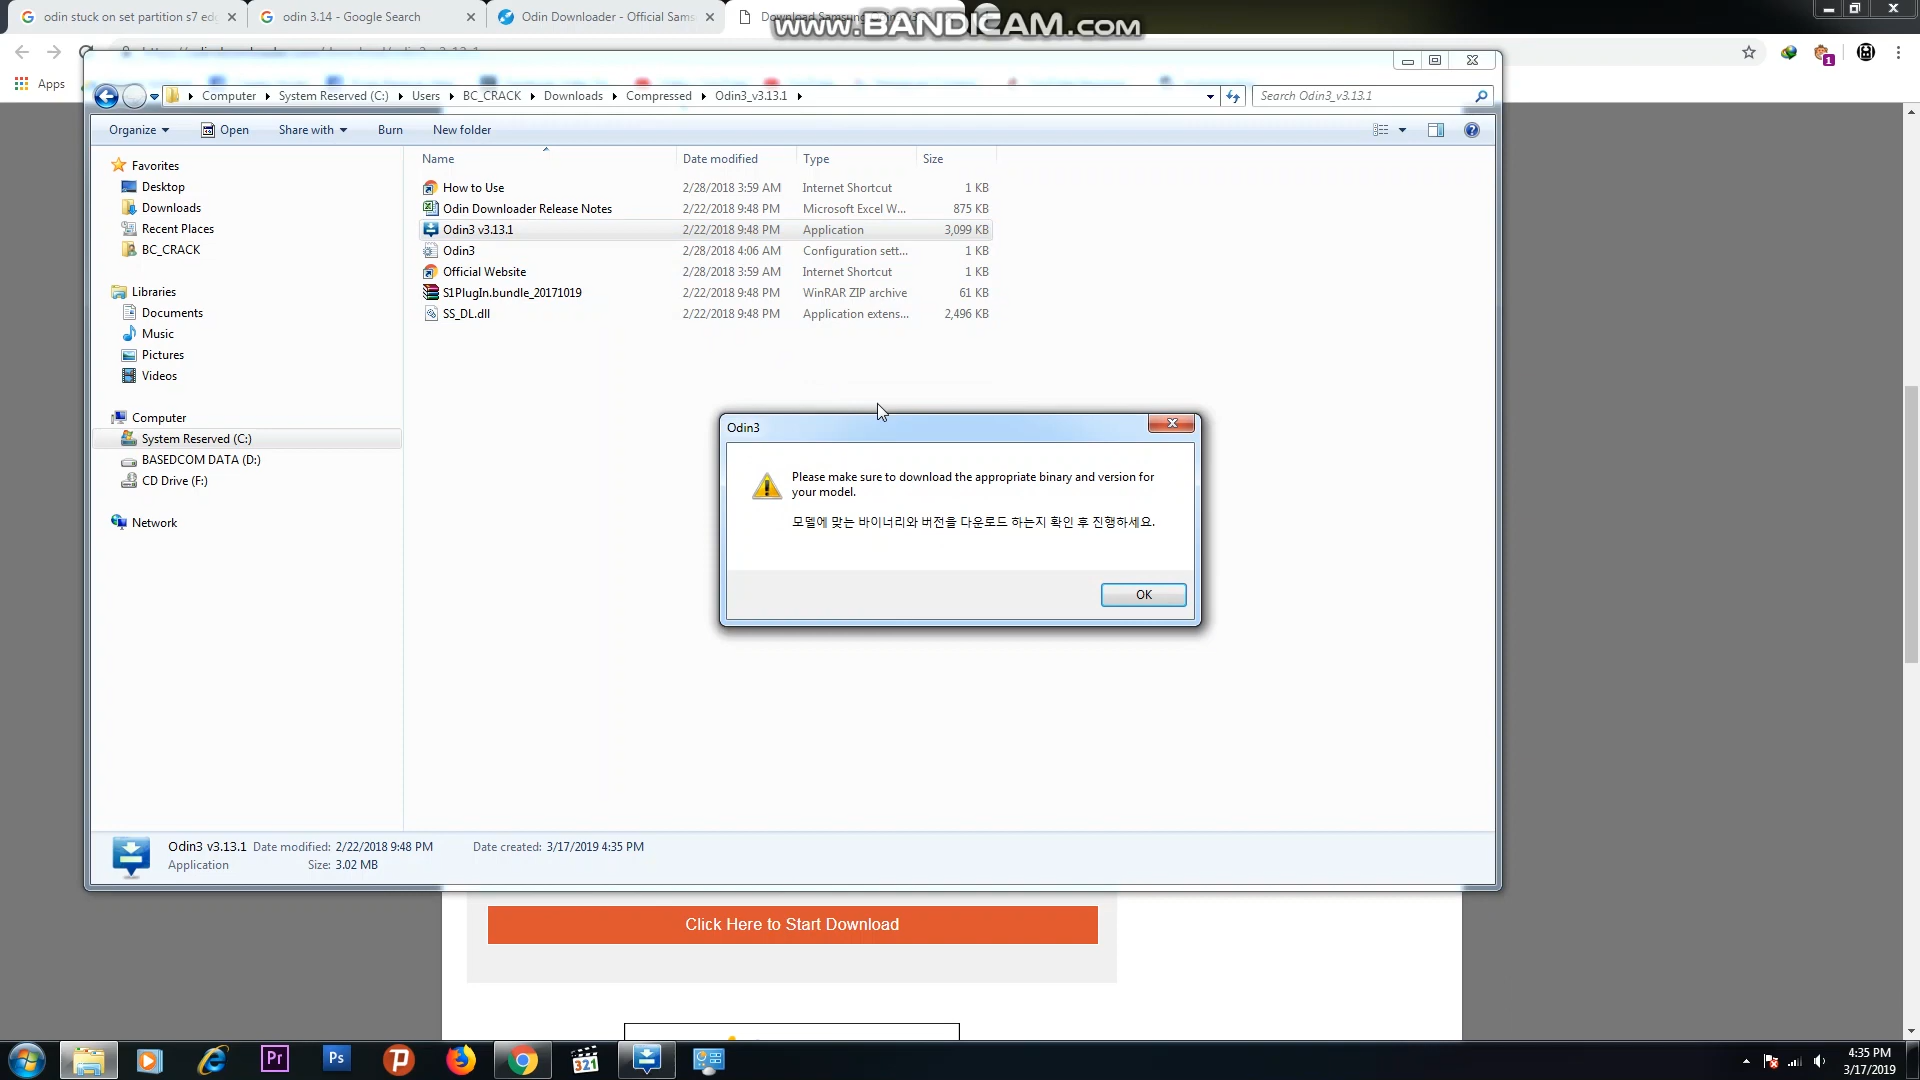 odin stuck on set partition s7 ed
odin 3.14 - Google Search
Odin Downloader - Official Sams
Download Samsung
www.BANDICAM.com
Apps
1
Computer
System Reserved (C:)
Users
BC_CRACK
Downloads
Compressed
Odin3_v3.13.1
Search Odin3_v3.13.1
Organize
Open
Share with
Burn
New folder
Favorites
Desktop
Downloads
Recent Places
BC_CRACK
Libraries
Documents
Music
Pictures
Videos
Computer
System Reserved (C:)
BASEDCOM DATA (D:)
CD Drive (F:)
Network
Name Date modified Type Size
How to Use 2/28/2018 3:59 AM Internet Shortcut 1 KB
Odin Downloader Release Notes 2/22/2018 9:48 PM Microsoft Excel W... 875 KB
Odin3 v3.13.1 2/22/2018 9:48 PM Application 3,099 KB
Odin3 2/28/2018 4:06 AM Configuration sett... 1 KB
Official Website 2/28/2018 3:59 AM Internet Shortcut 1 KB
S1PlugIn.bundle_20171019 2/22/2018 9:48 PM WinRAR ZIP archive 61 KB
SS_DL.dll 2/22/2018 9:48 PM Application extens... 2,496 KB
Odin3
Please make sure to download the appropriate binary and version for
your model.
모델에 맞는 바이너리와 버전을 다운로드 하는지 확인 후 진행하세요.
OK
Odin3 v3.13.1 Date modified: 2/22/2018 9:48 PM Date created: 3/17/2019 4:35 PM
Application Size: 3.02 MB
Click Here to Start Download
Pr
Ps
321
4:35 PM
3/17/2019